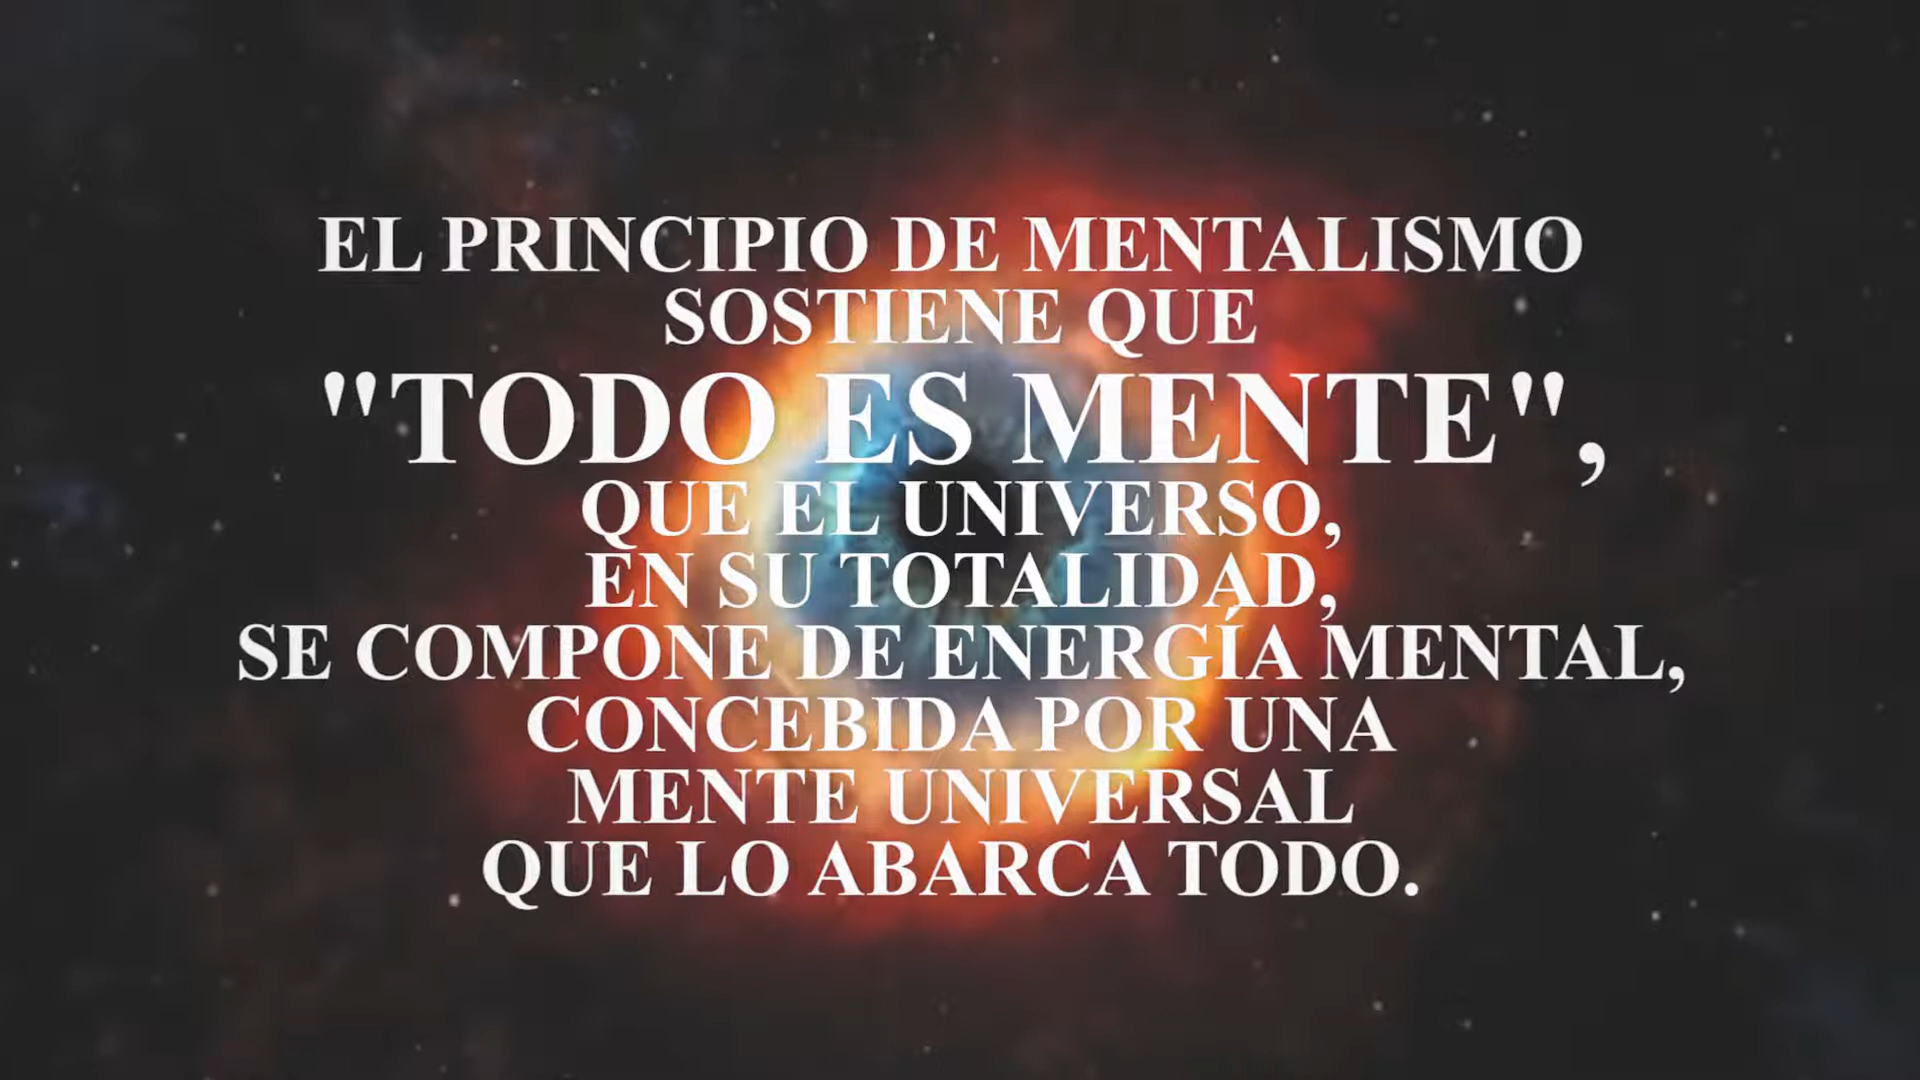 EL PRINCIPIO DE MENTALISMO
SOSTIENE QUE
"TODO ES MENTE",
QUE EL UNIVERSO,
EN SU TOTALIDAD,
SE COMPONE DE ENERGÍA MENTAL,
CONCEBIDA POR UNA
MENTE UNIVERSAL
QUE LO ABARCA TODO.